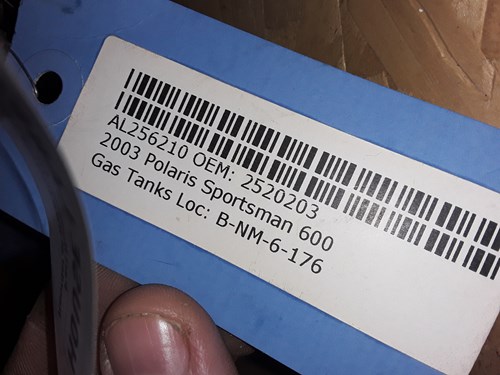 AL256210 OEM: 2520203
2003 Polaris Sportsman 600
Gas Tanks Loc: B-NM-6-176